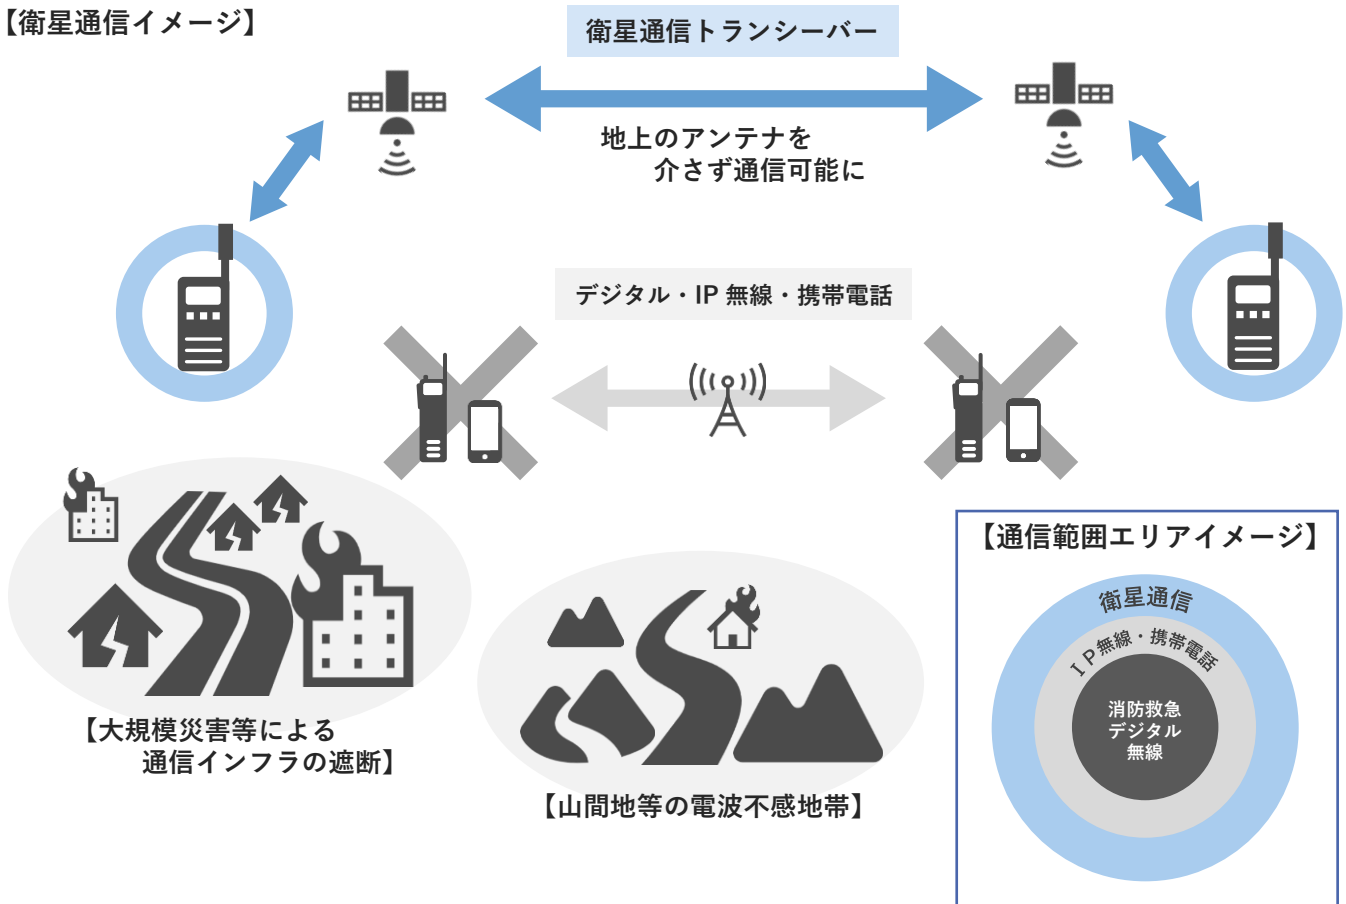 【衛星通信イメージ】
衛星通信トランシーバー
地上のアンテナを
介さず通信可能に
デジタル・IP 無線・携帯電話
【大規模災害等による
通信インフラの遮断】
【山間地等の電波不感地帯】
【通信範囲エリアイメージ】
衛星通信
IP無線・携帯電話
消防救急
デジタル
無線